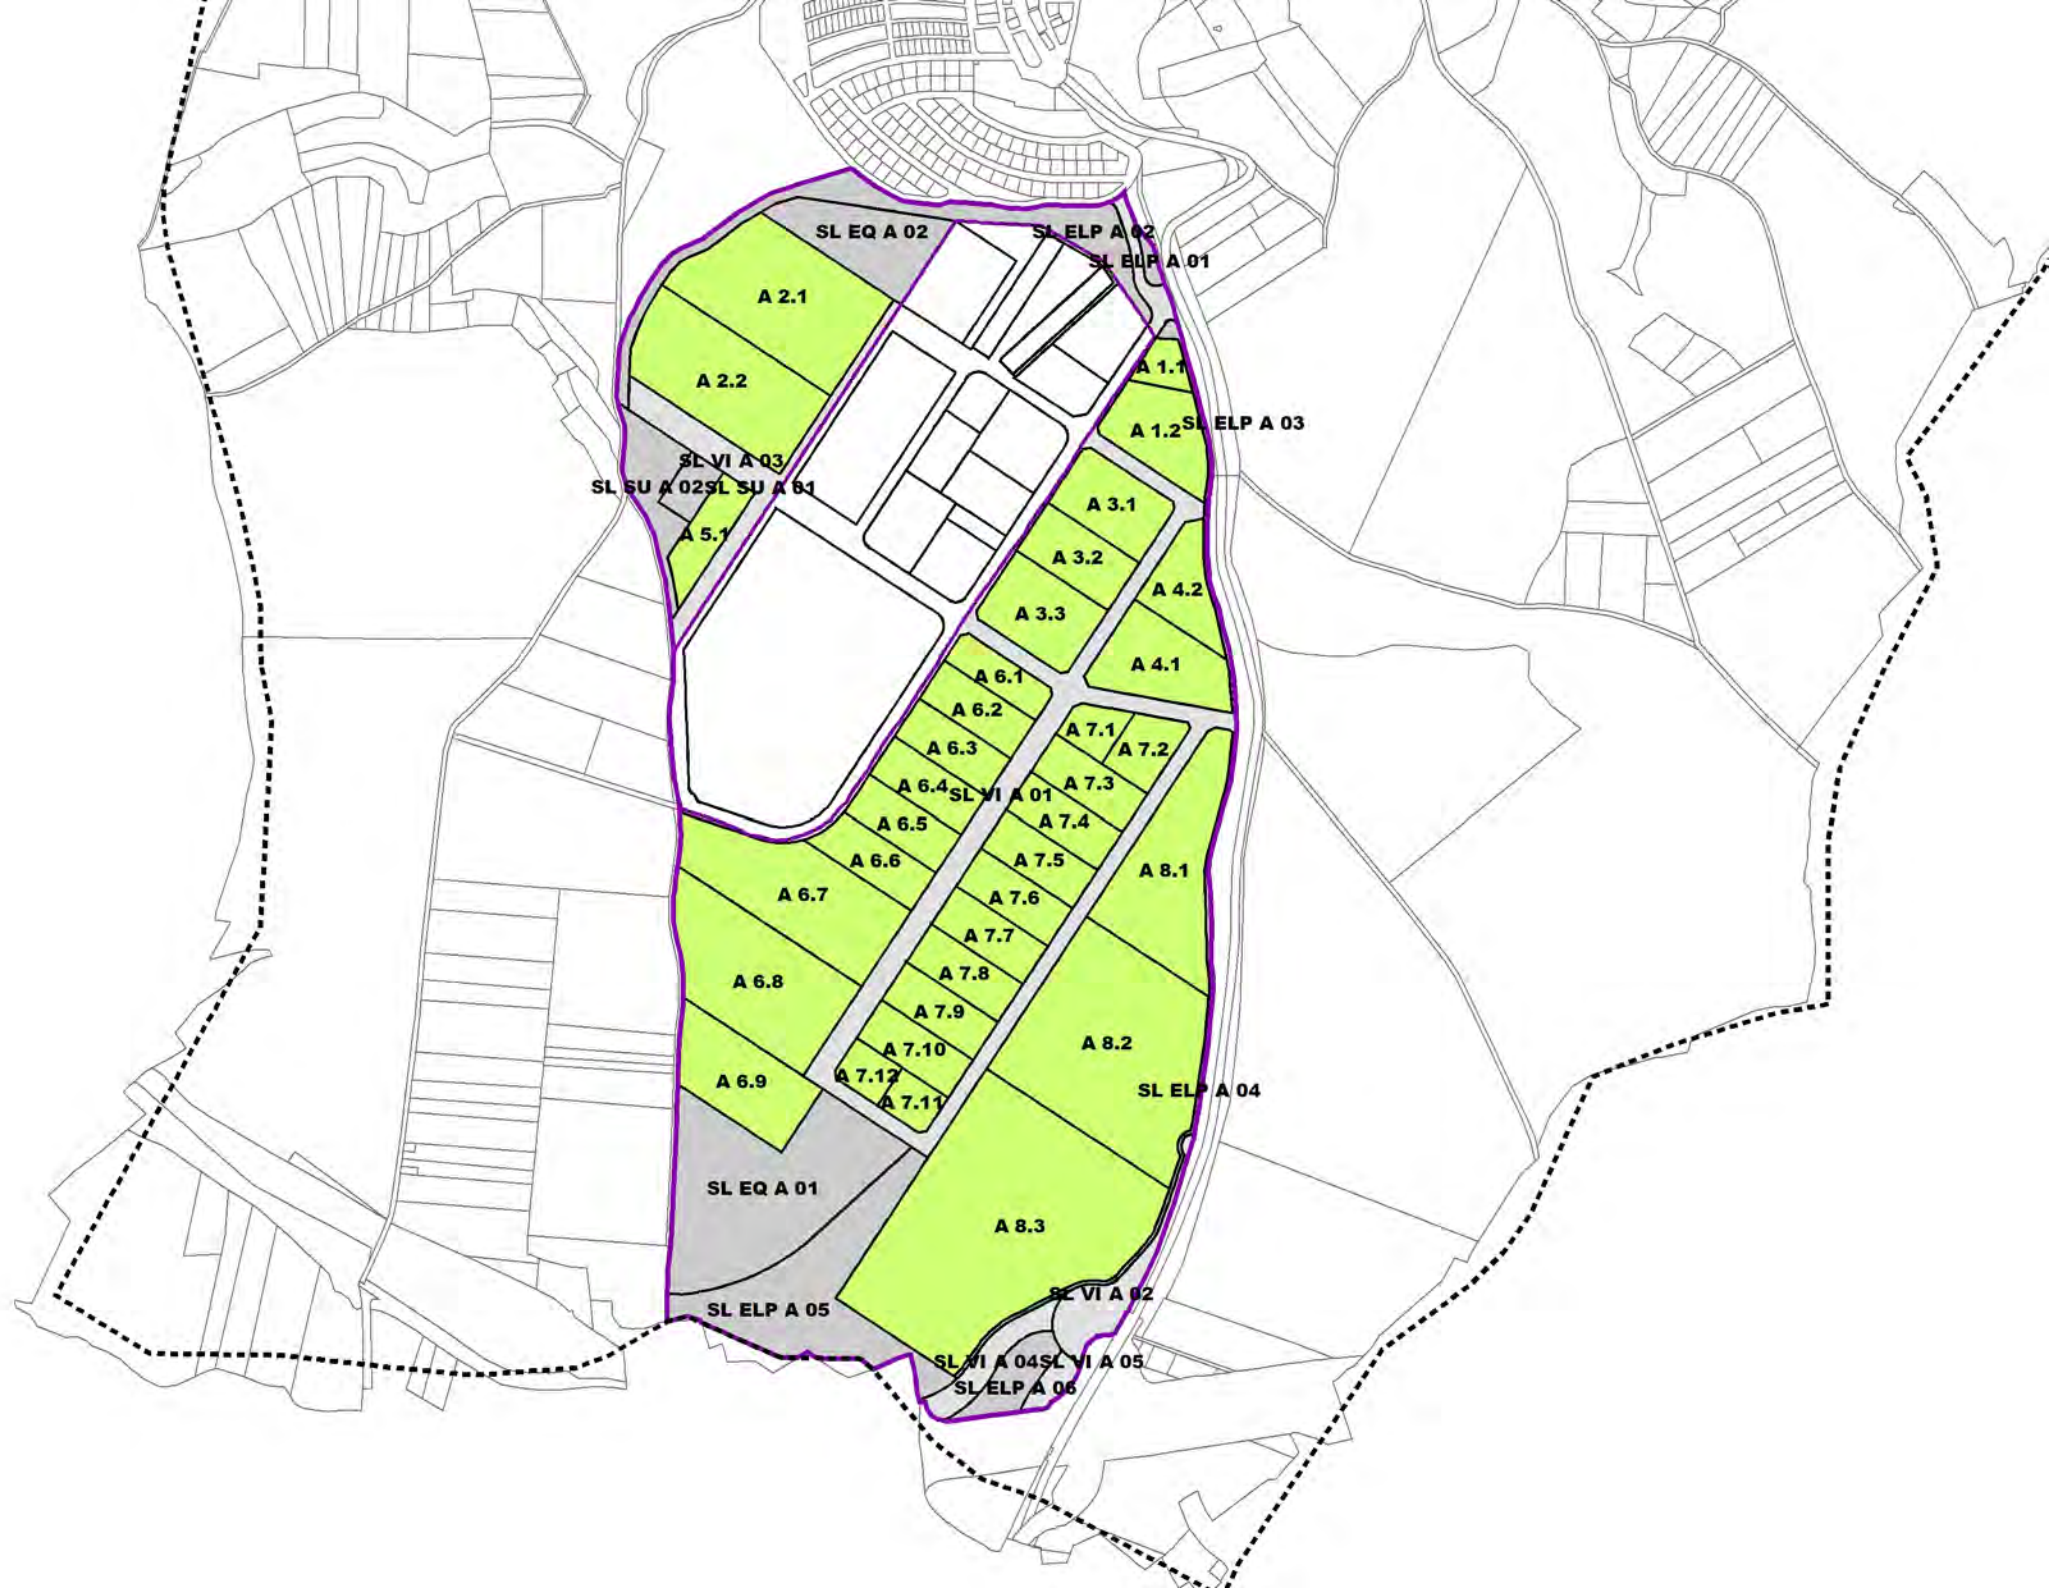 SL EQ A 02
SL ELP A 02
SL ELP A 01
A 2.1
A 1.1
A 2.2
SL ELP A 03
A 1.2
SL VI A 03
SL SU A 02
SL SU A 01
A 3.1
A 5.1
A 3.2
A 4.2
A 3.3
A 4.1
A 6.1
A 6.2
A 7.1
A 6.3
A 7.2
A 6.4
A 7.3
SL VI A 01
A 6.5
A 7.4
A 6.6
A 7.5
A 8.1
A 6.7
A 7.6
A 7.7
A 6.8
A 7.8
A 7.9
A 8.2
A 7.10
A 6.9
A 7.12
SL ELP A 04
A 7.11
SL EQ A 01
A 8.3
SL VI A 02
SL ELP A 05
SL VI A 04
SL VI A 05
SL ELP A 06